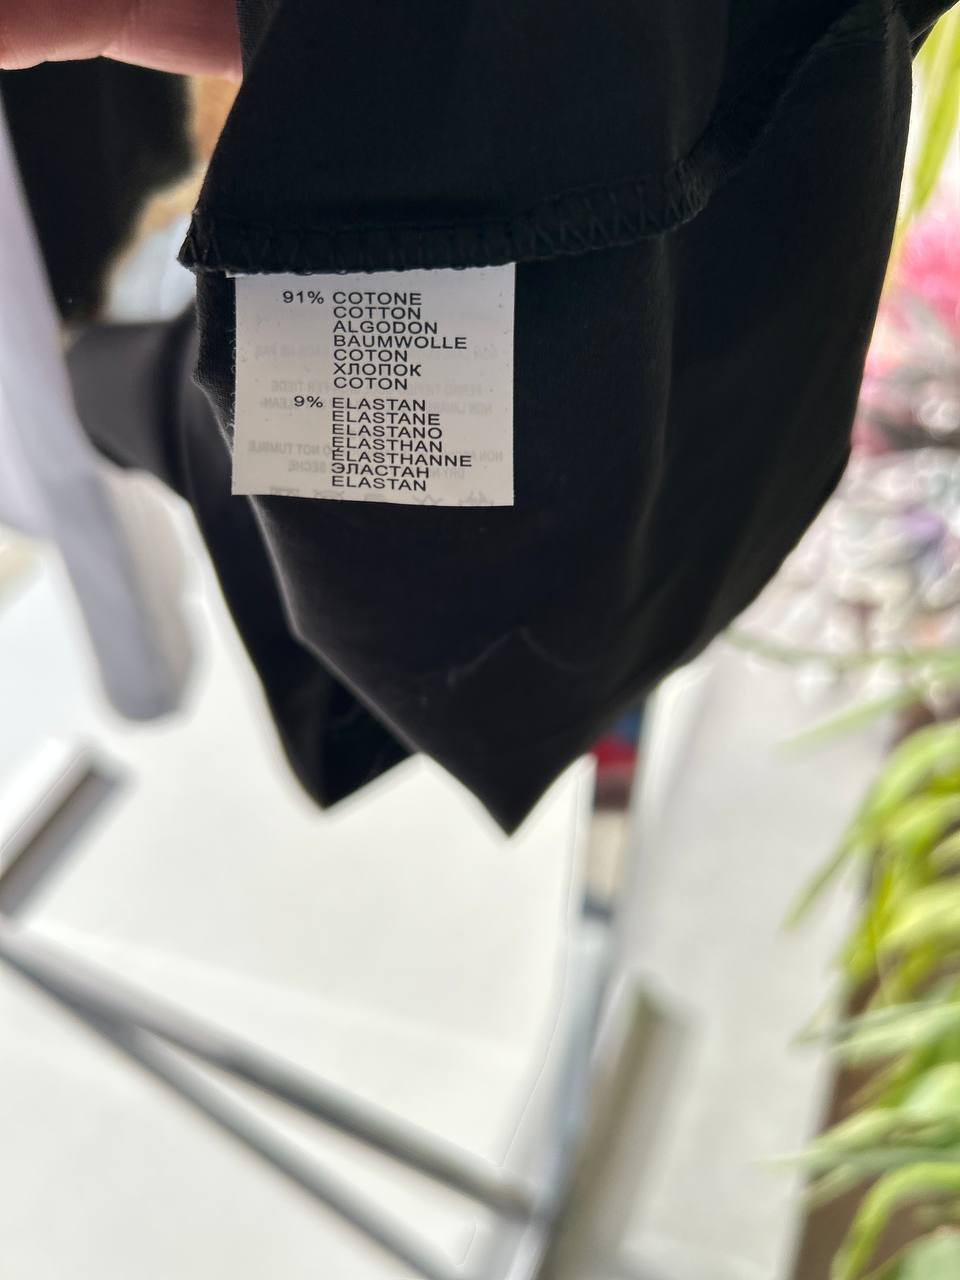 91% COTONE
COTTON
ALGODON
BAUMWOLLE
COTON
ХЛОПОК
COTON
9% ELASTAN
ELASTANE
ELASTANO
ELASTHAN
ELASTHANNE
ЭЛАСТАН
ELASTAN